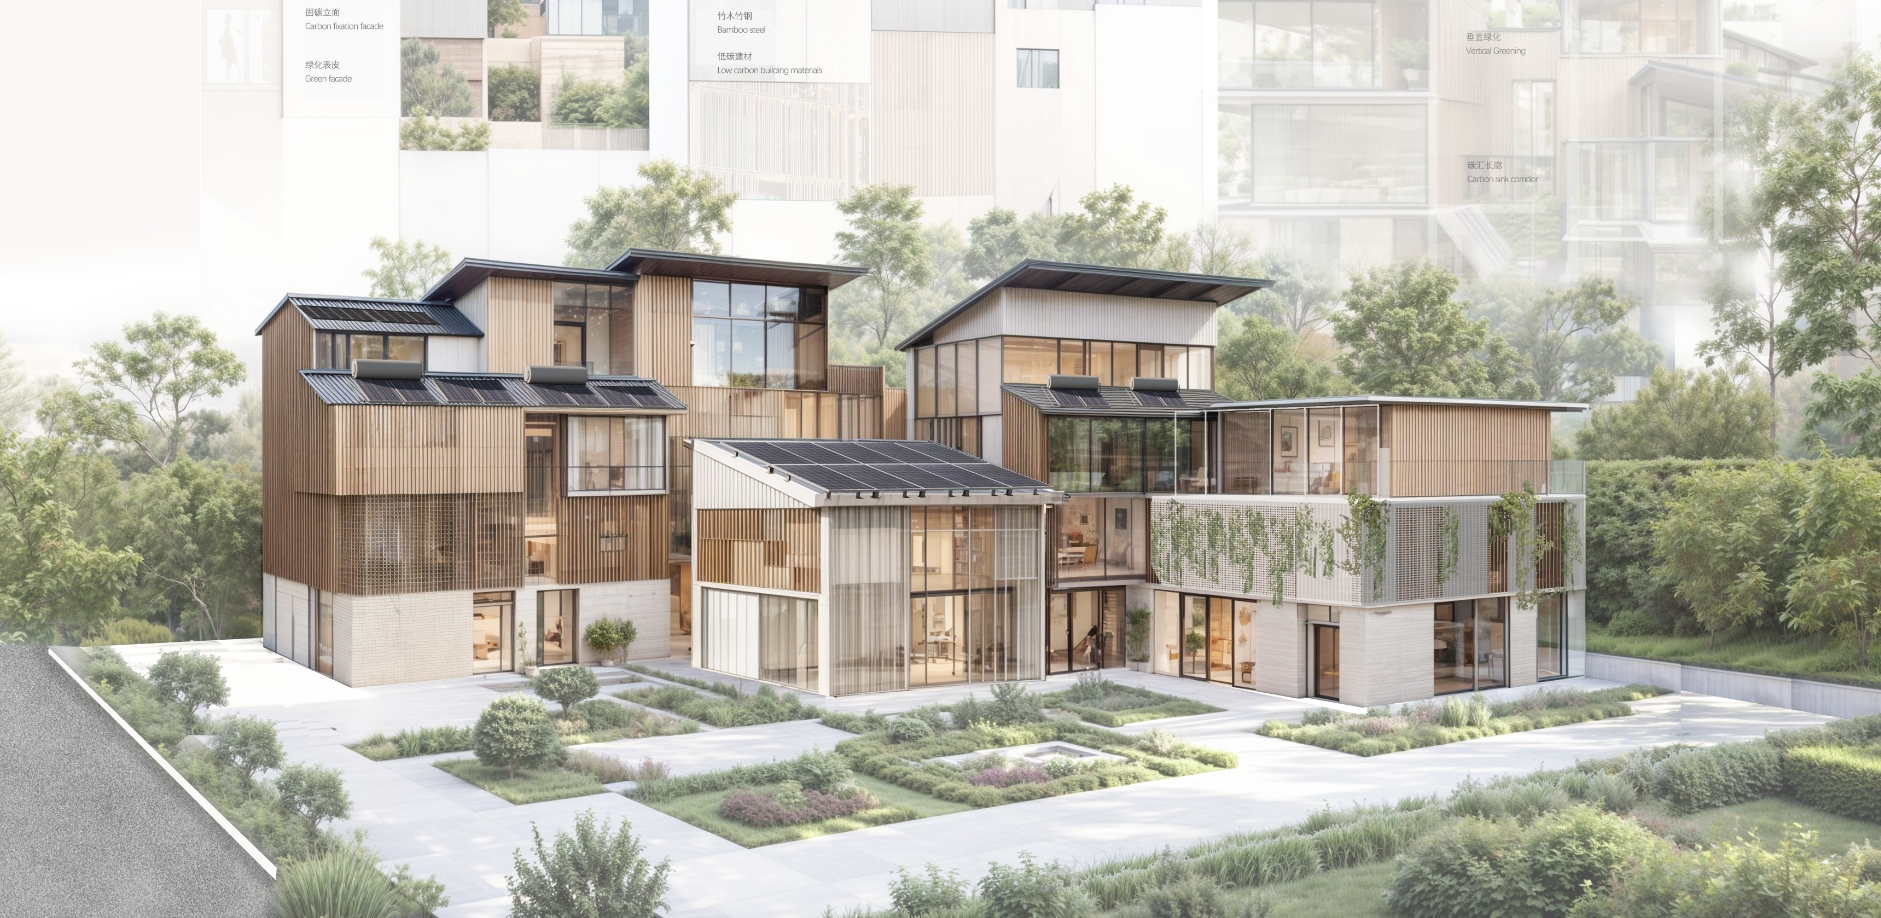 固碳立面
Carbon fixation facade
绿化表皮
Green facade
竹木竹钢
Bamboo steel
低碳建材
Low carbon building materials
垂直绿化
Vertical Greening
碳汇长廊
Carbon sink corridor